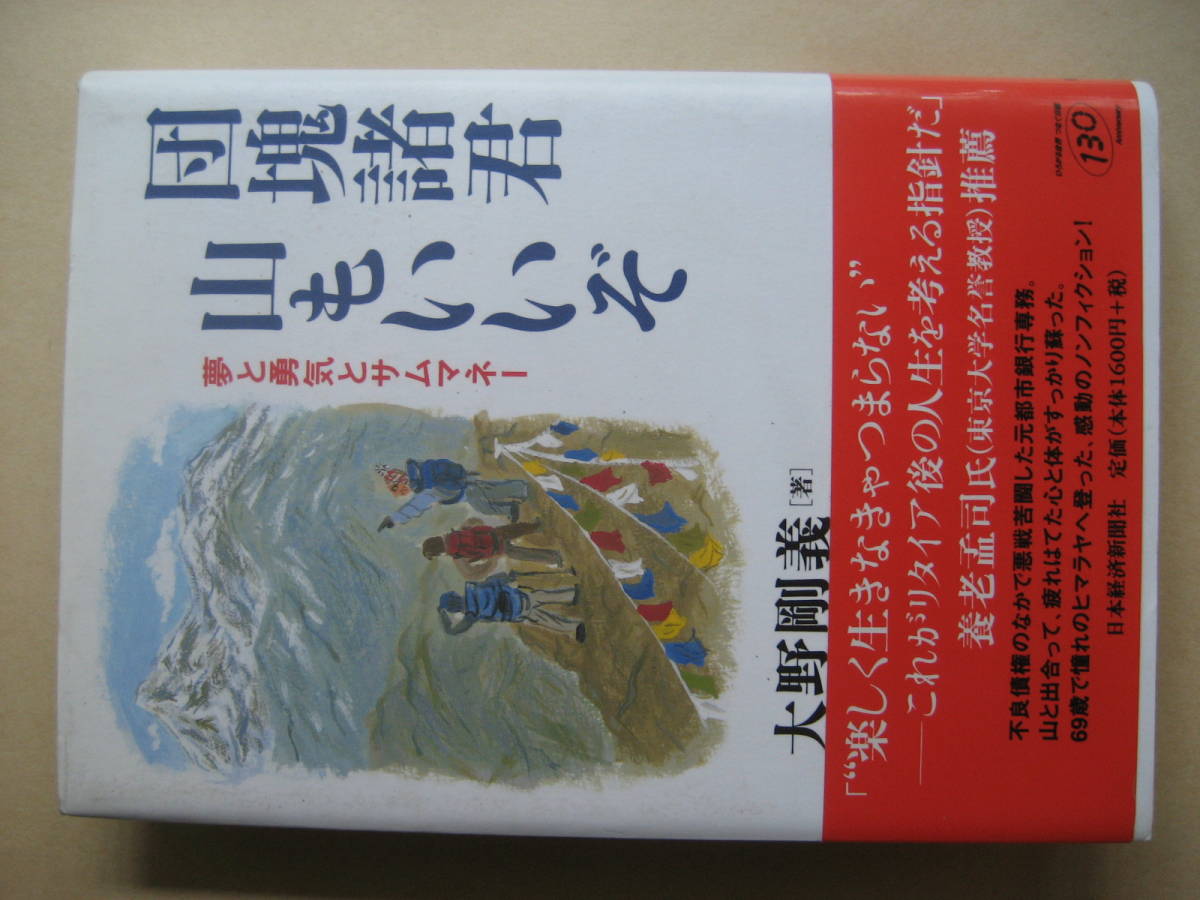 団塊諸君
山もいいぞ
夢と勇気とサムマネー
大野剛義[著]
「“楽しく生きなきゃつまらない”
——これがリタイア後の人生を考える指針だ」
養老孟司氏(東京大学名誉教授)推薦
不良債権のなかで悪戦苦闘した元都市銀行専務。
山と出合って、疲れはてた心と体がすっかり蘇った。
69歳で憧れのヒマラヤへ登った、感動のノンフィクション!
日本経済新聞社 定価(本体1600円+税)
130
Anniversary